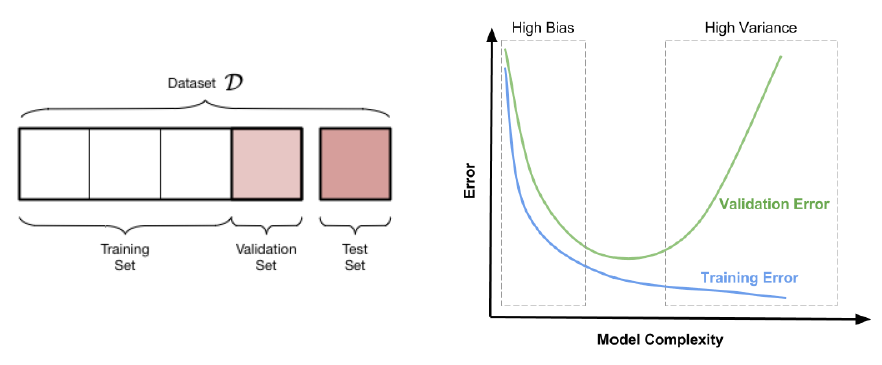 Dataset 𝒟
Training
Set
Validation
Set
Test
Set
High Bias
High Variance
Error
Validation Error
Training Error
Model Complexity